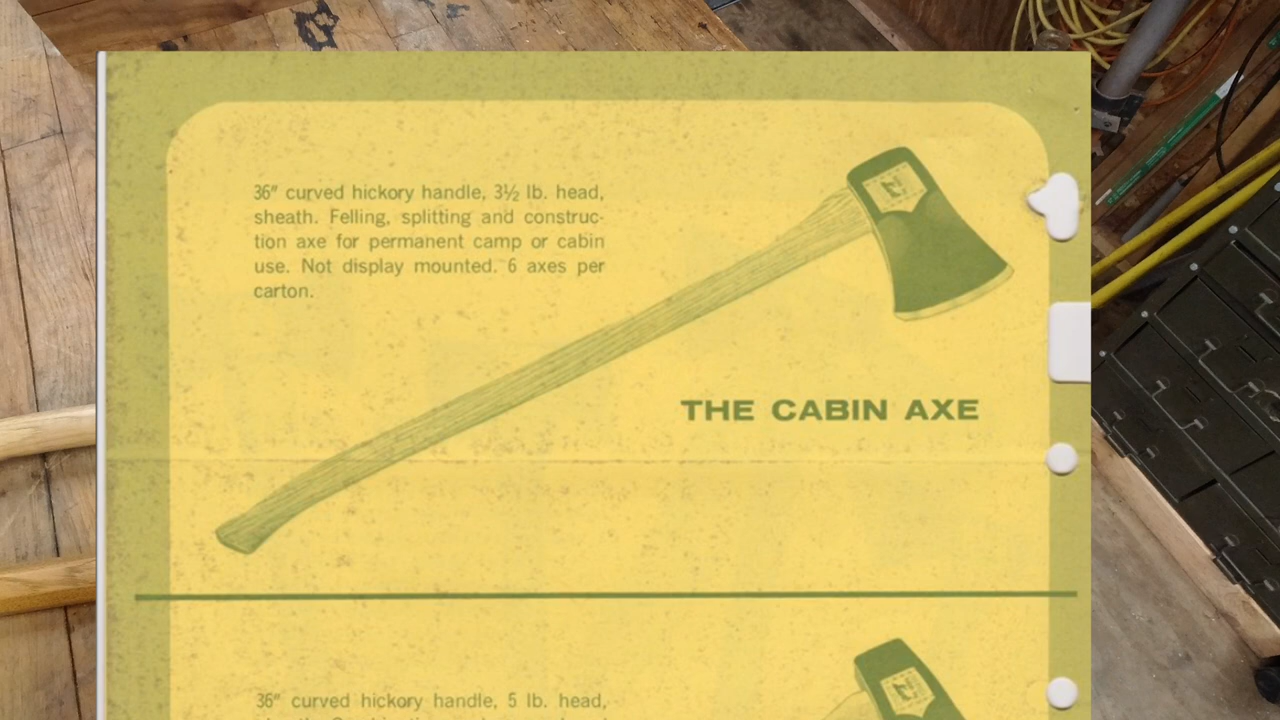 36" curved hickory handle, 3½ lb. head,
sheath. Felling, splitting and construc-
tion axe for permanent camp or cabin
use. Not display mounted. 6 axes per
carton.
THE CABIN AXE
36" curved hickory handle, 5 lb. head,